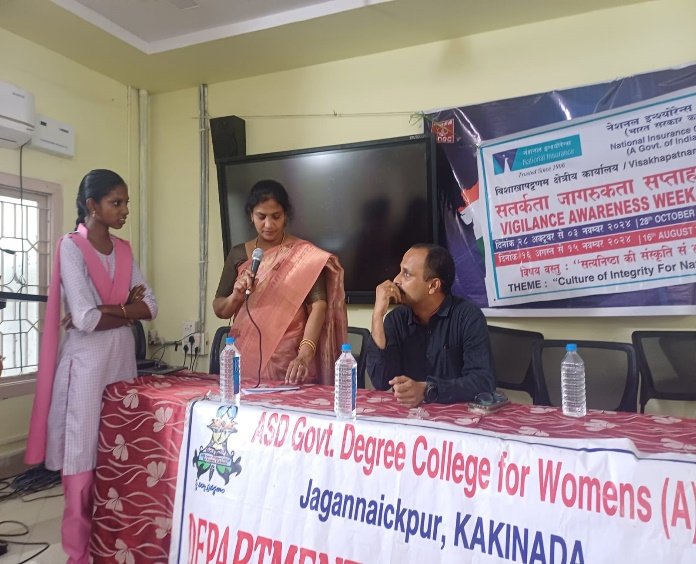 नेशनल इन्श्योरेंस
National Insurance
Trusted Since 1906
नेशनल इन्श्योरेंस
(भारत सरकार का
National Insurance
(A Govt. of India
विशाखापट्टणम क्षेत्रीय कार्यालय / Visakhapatnam
सतर्कता जागरुकता सप्ताह
VIGILANCE AWARENESS WEEK
दिनांक २८ अक्टूबर से ०३ नवम्बर २०२४ | 28th OCTOBER
दिनांक १६ अगस्त से १५ नवम्बर २०२४ | 16th AUGUST
विषय वस्तु : "सत्यनिष्ठा की संस्कृति से
THEME : "Culture of Integrity For Nat
ASD Govt. Degree College for Womens (A)
Jagannaickpur, KAKINADA
DEPARTMENT